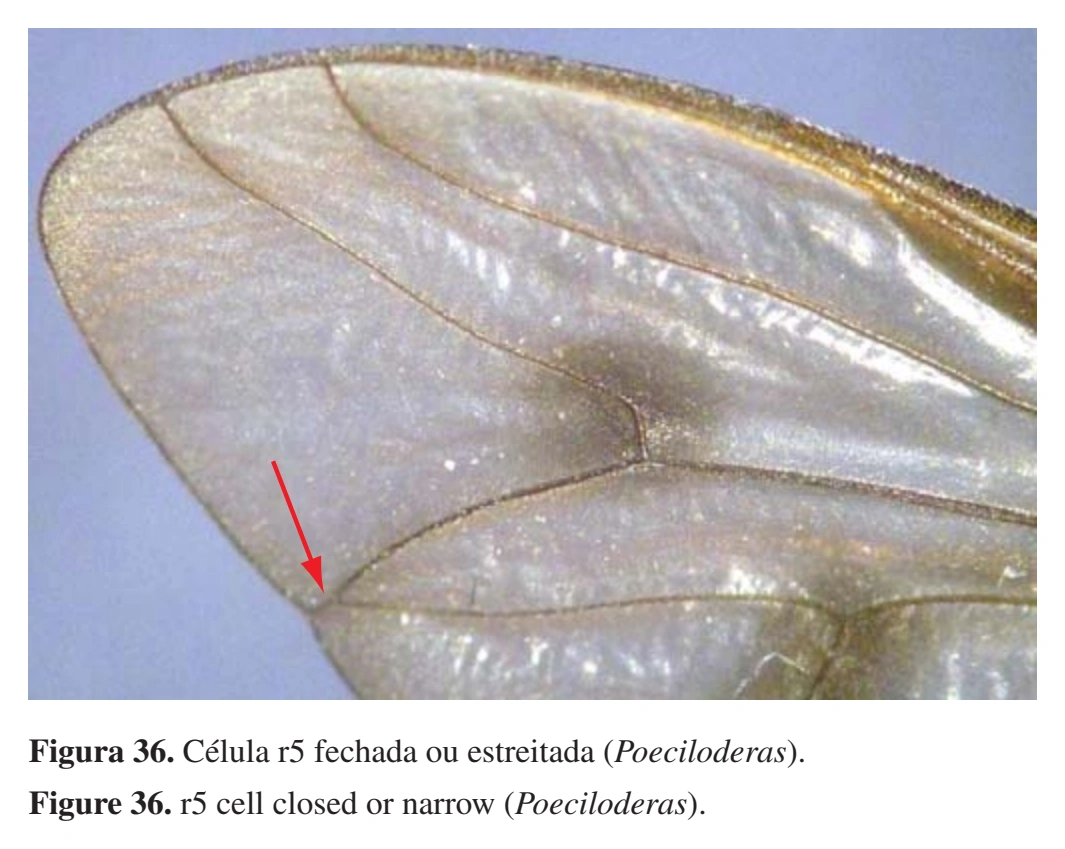 Figura 36. Célula r5 fechada ou estreitada (Poeciloderas).
Figure 36. r5 cell closed or narrow (Poeciloderas).